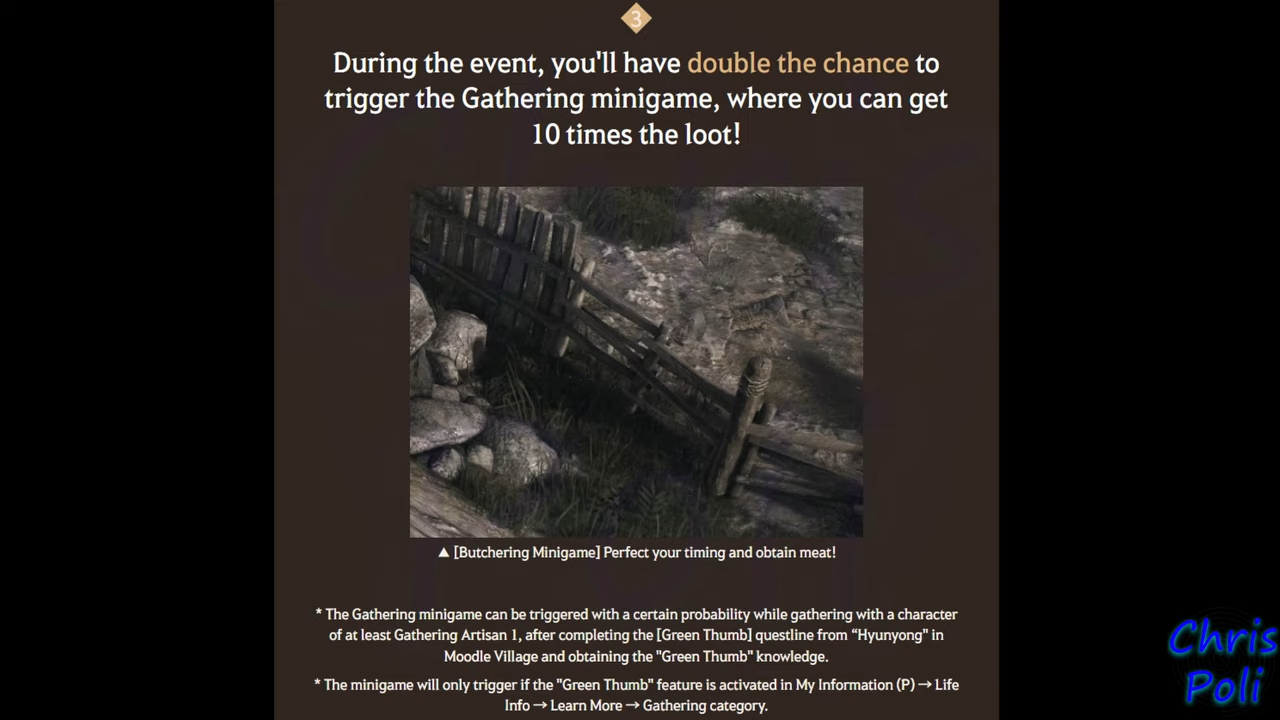 3
During the event, you'll have double the chance to
trigger the Gathering minigame, where you can get
10 times the loot!
▲ [Butchering Minigame] Perfect your timing and obtain meat!
* The Gathering minigame can be triggered with a certain probability while gathering with a character
of at least Gathering Artisan 1, after completing the [Green Thumb] questline from “Hyunyong" in
Moodle Village and obtaining the "Green Thumb" knowledge.
* The minigame will only trigger if the "Green Thumb" feature is activated in My Information (P) → Life
Info → Learn More → Gathering category.
Chris
Poli